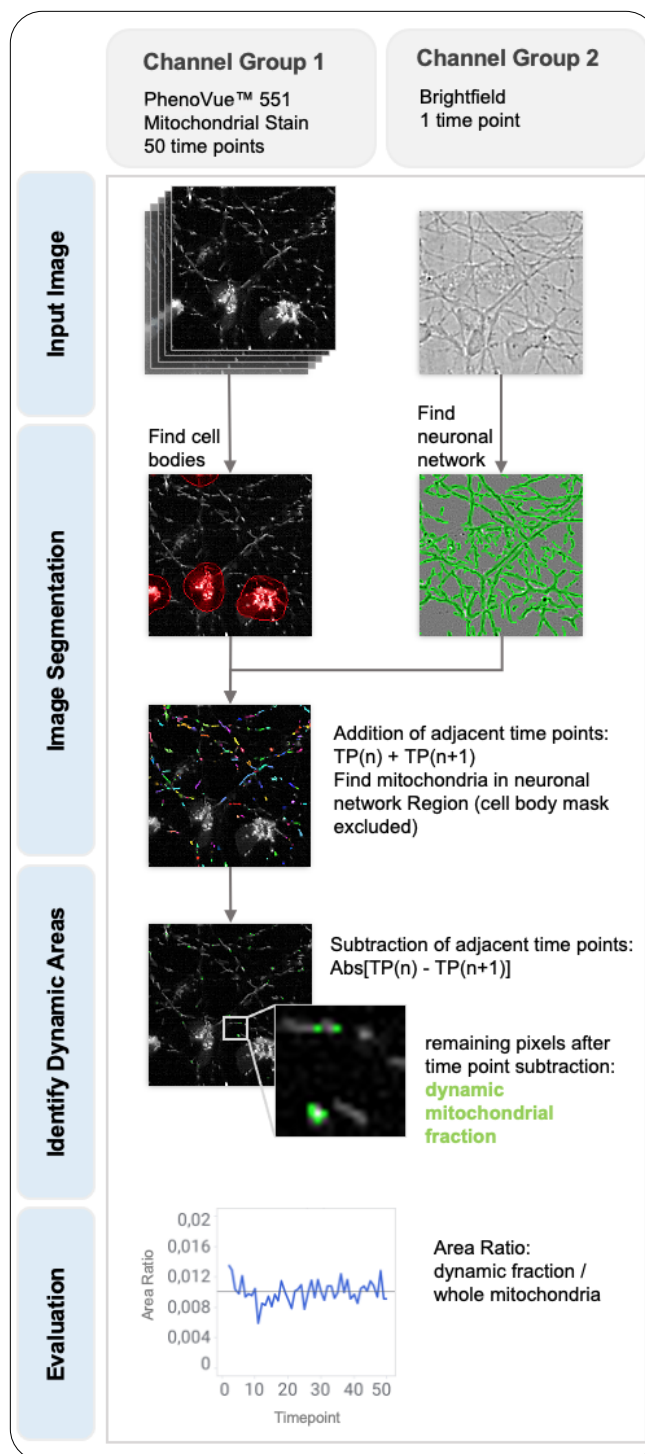 Channel Group 1
PhenoVue™ 551
Mitochondrial Stain
50 time points
Channel Group 2
Brightfield
1 time point
Input Image
Image Segmentation
Find cell
bodies
Find
neuronal
network
Addition of adjacent time points:
TP(n) + TP(n+1)
Find mitochondria in neuronal
network Region (cell body mask
excluded)
Identify Dynamic Areas
Subtraction of adjacent time points:
Abs[TP(n) - TP(n+1)]
remaining pixels after
time point subtraction:
dynamic
mitochondrial
fraction
Evaluation
Area Ratio
0,02
0,016
0,012
0,008
0,004
0
0 10 20 30 40 50
Timepoint
Area Ratio:
dynamic fraction /
whole mitochondria